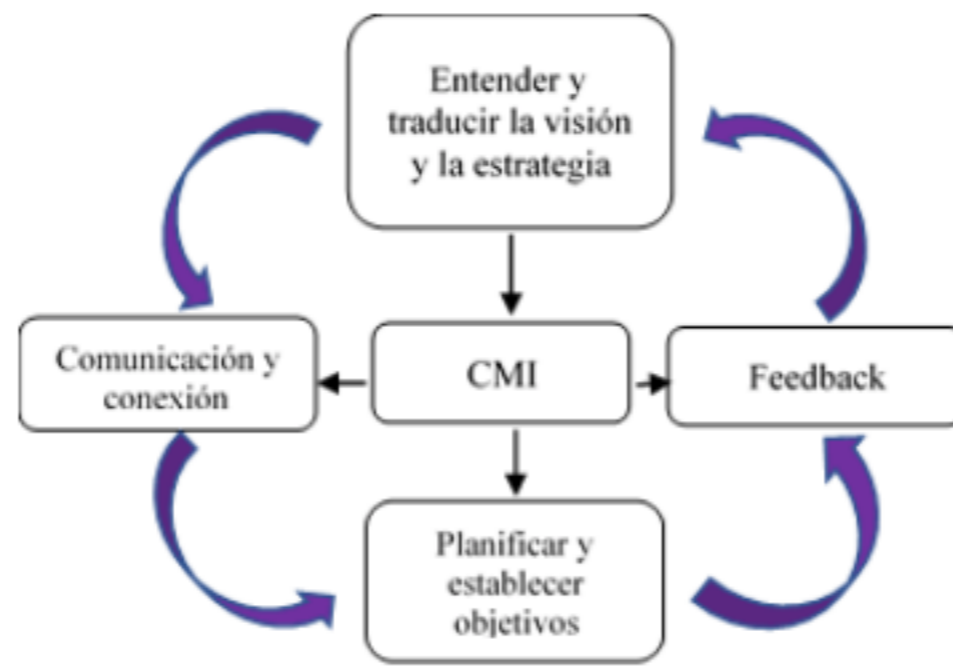 Entender y
traducir la visión
y la estrategia
Comunicación y
conexión
CMI
Feedback
Planificar y
establecer
objetivos